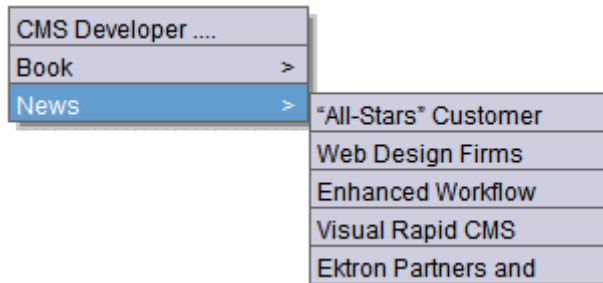 CMS Developer ....
Book >
News >
“All-Stars” Customer
Web Design Firms
Enhanced Workflow
Visual Rapid CMS
Ektron Partners and